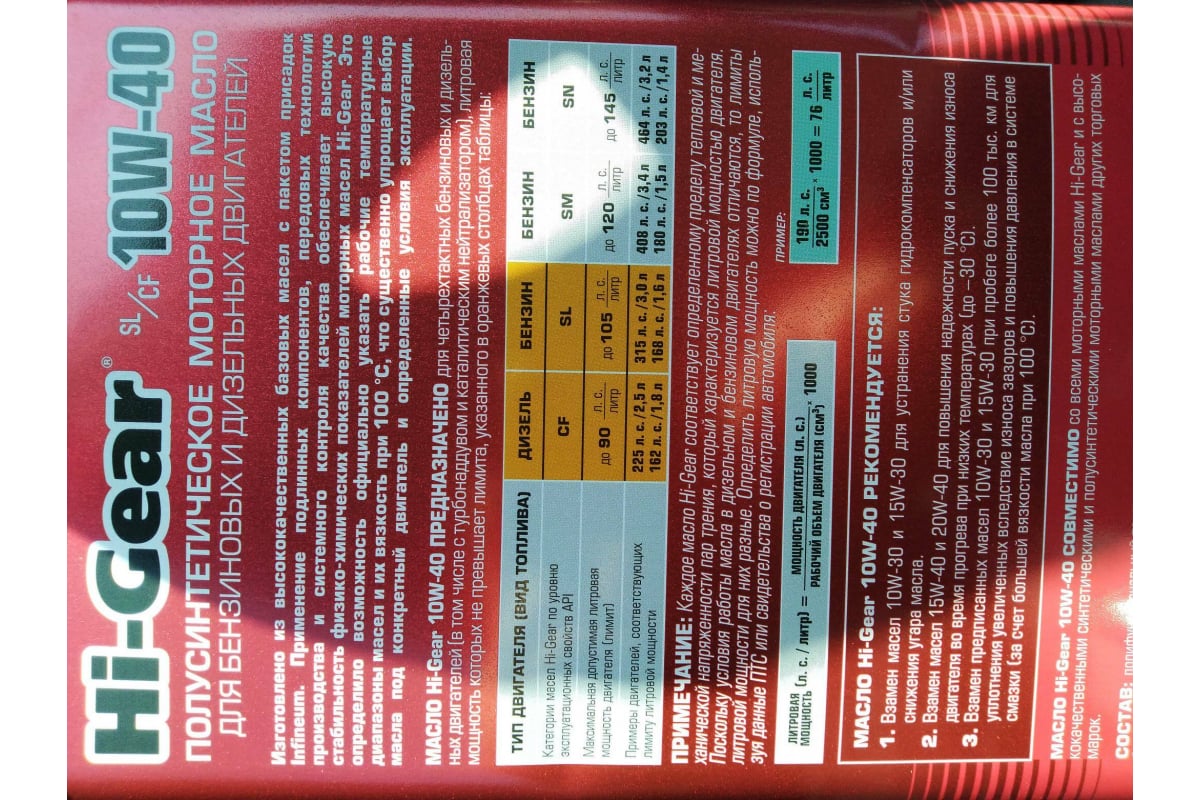 Hi-Gear® SL/CF 10W-40
ПОЛУСИНТЕТИЧЕСКОЕ МОТОРНОЕ МАСЛО
ДЛЯ БЕНЗИНОВЫХ И ДИЗЕЛЬНЫХ ДВИГАТЕЛЕЙ
Изготовлено из высококачественных базовых масел с пакетом присадок
Infineum. Применение подлинных компонентов, передовых технологий
производства и системного контроля качества обеспечивает высокую
стабильность физико-химических показателей моторных масел Hi-Gear. Это
определило возможность официально указать рабочие температурные
диапазоны масел и их вязкость при 100 °С, что существенно упрощает выбор
масла под конкретный двигатель и определенные условия эксплуатации.
МАСЛО Hi-Gear 10W-40 ПРЕДНАЗНАЧЕНО для четырехтактных бензиновых и дизель-
ных двигателей (в том числе с турбонаддувом и каталитическим нейтрализатором), литровая
мощность которых не превышает лимита, указанного в оранжевых столбцах таблицы:
ТИП ДВИГАТЕЛЯ (ВИД ТОПЛИВА) ДИЗЕЛЬ БЕНЗИН БЕНЗИН БЕНЗИН
Категории масел Hi-Gear по уровню
эксплуатационных свойств API CF SL SM SN
Максимальная допустимая литровая
мощность двигателя (лимит) до 90 л. с./литр до 105 л. с./литр до 120 л. с./литр до 145 л. с./литр
Примеры двигателей, соответствующих 225 л. с./2,5 л 315 л. с./3,0 л 408 л. с./3,4 л 464 л. с./3,2 л
лимиту литровой мощности 162 л. с./1,8 л 168 л. с./1,6 л 180 л. с./1,5 л 203 л. с./1,4 л
ПРИМЕЧАНИЕ: Каждое масло Hi-Gear соответствует определенному пределу тепловой и ме-
ханической напряженности пар трения, который характеризуется литровой мощностью двигателя.
Поскольку условия работы масла в дизельном и бензиновом двигателях отличаются, то лимиты
литровой мощности для них разные. Определить литровую мощность можно по формуле, исполь-
зуя данные ПТС или свидетельства о регистрации автомобиля:
ПРИМЕР:
ЛИТРОВАЯ МОЩНОСТЬ (л. с. / литр) = МОЩНОСТЬ ДВИГАТЕЛЯ (л. с.) / РАБОЧИЙ ОБЪЕМ ДВИГАТЕЛЯ (см³) × 1000
190 л. с. / 2500 см³ × 1000 = 76 л. с. / литр
МАСЛО Hi-Gear 10W-40 РЕКОМЕНДУЕТСЯ:
1. Взамен масел 10W-30 и 15W-30 для устранения стука гидрокомпенсаторов и/или
снижения угара масла.
2. Взамен масел 15W-40 и 20W-40 для повышения надежности пуска и снижения износа
двигателя во время прогрева при низких температурах (до –30 °С).
3. Взамен предписанных масел 10W-30 и 15W-30 при пробеге более 100 тыс. км для
уплотнения увеличенных вследствие износа зазоров и повышения давления в системе
смазки (за счет большей вязкости масла при 100 °С).
МАСЛО Hi-Gear 10W-40 СОВМЕСТИМО со всеми моторными маслами Hi-Gear и с высо-
кокачественными синтетическими и полусинтетическими моторными маслами других торговых
марок.
СОСТАВ: